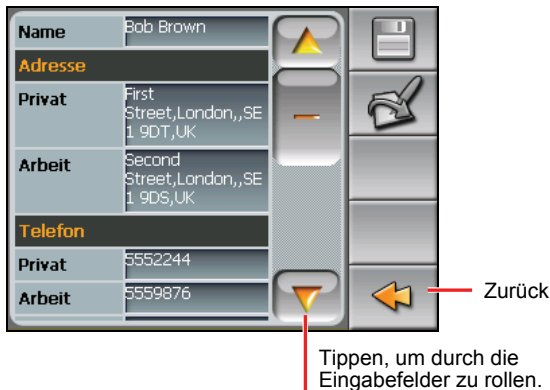 Name Bob Brown
Adresse
Privat First
Street,London,,SE
1 9DT,UK
Arbeit Second
Street,London,,SE
1 9DS,UK
Telefon
Privat 5552244
Arbeit 5559876
Zurück
Tippen, um durch die
Eingabefelder zu rollen.